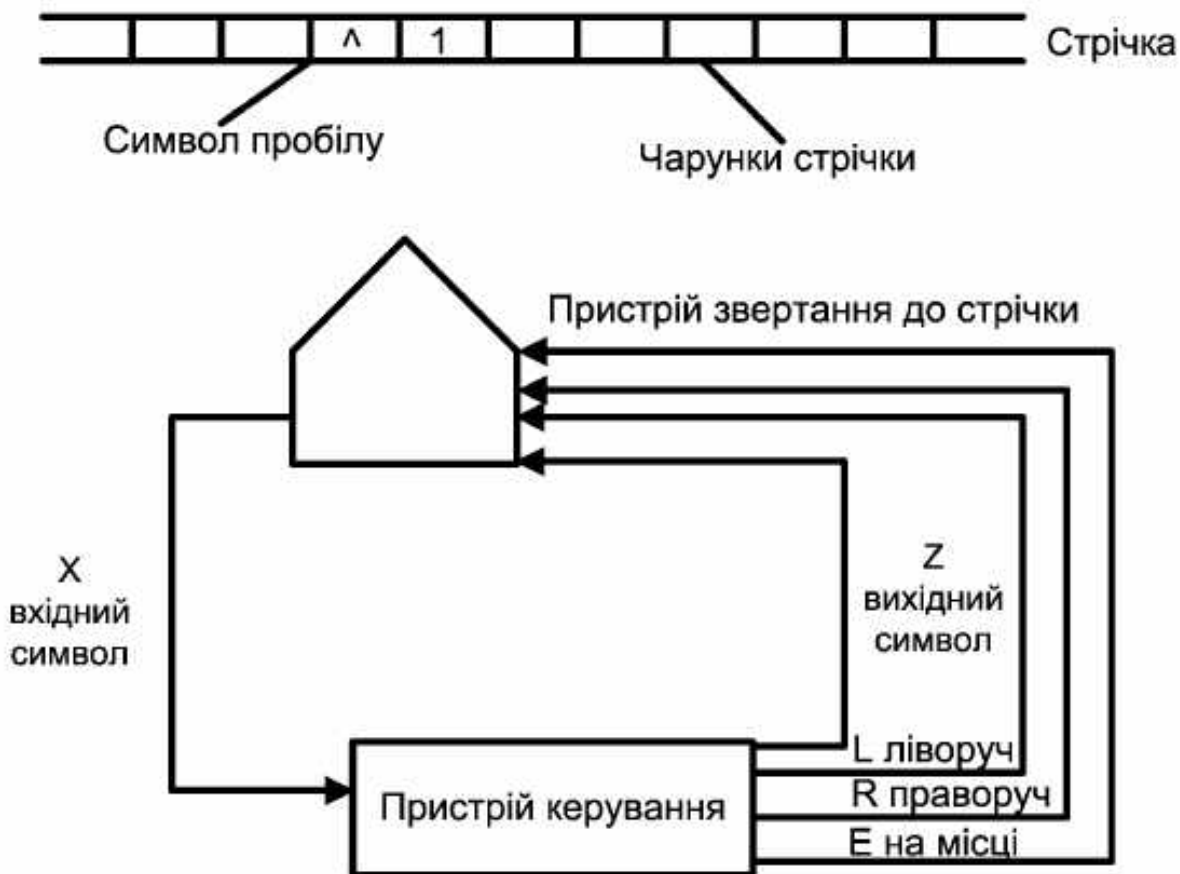 ^ 1
Стрічка
Символ пробілу
Чарунки стрічки
Пристрій звертання до стрічки
X
вхідний
символ
Z
вихідний
символ
L ліворуч
R праворуч
E на місці
Пристрій керування